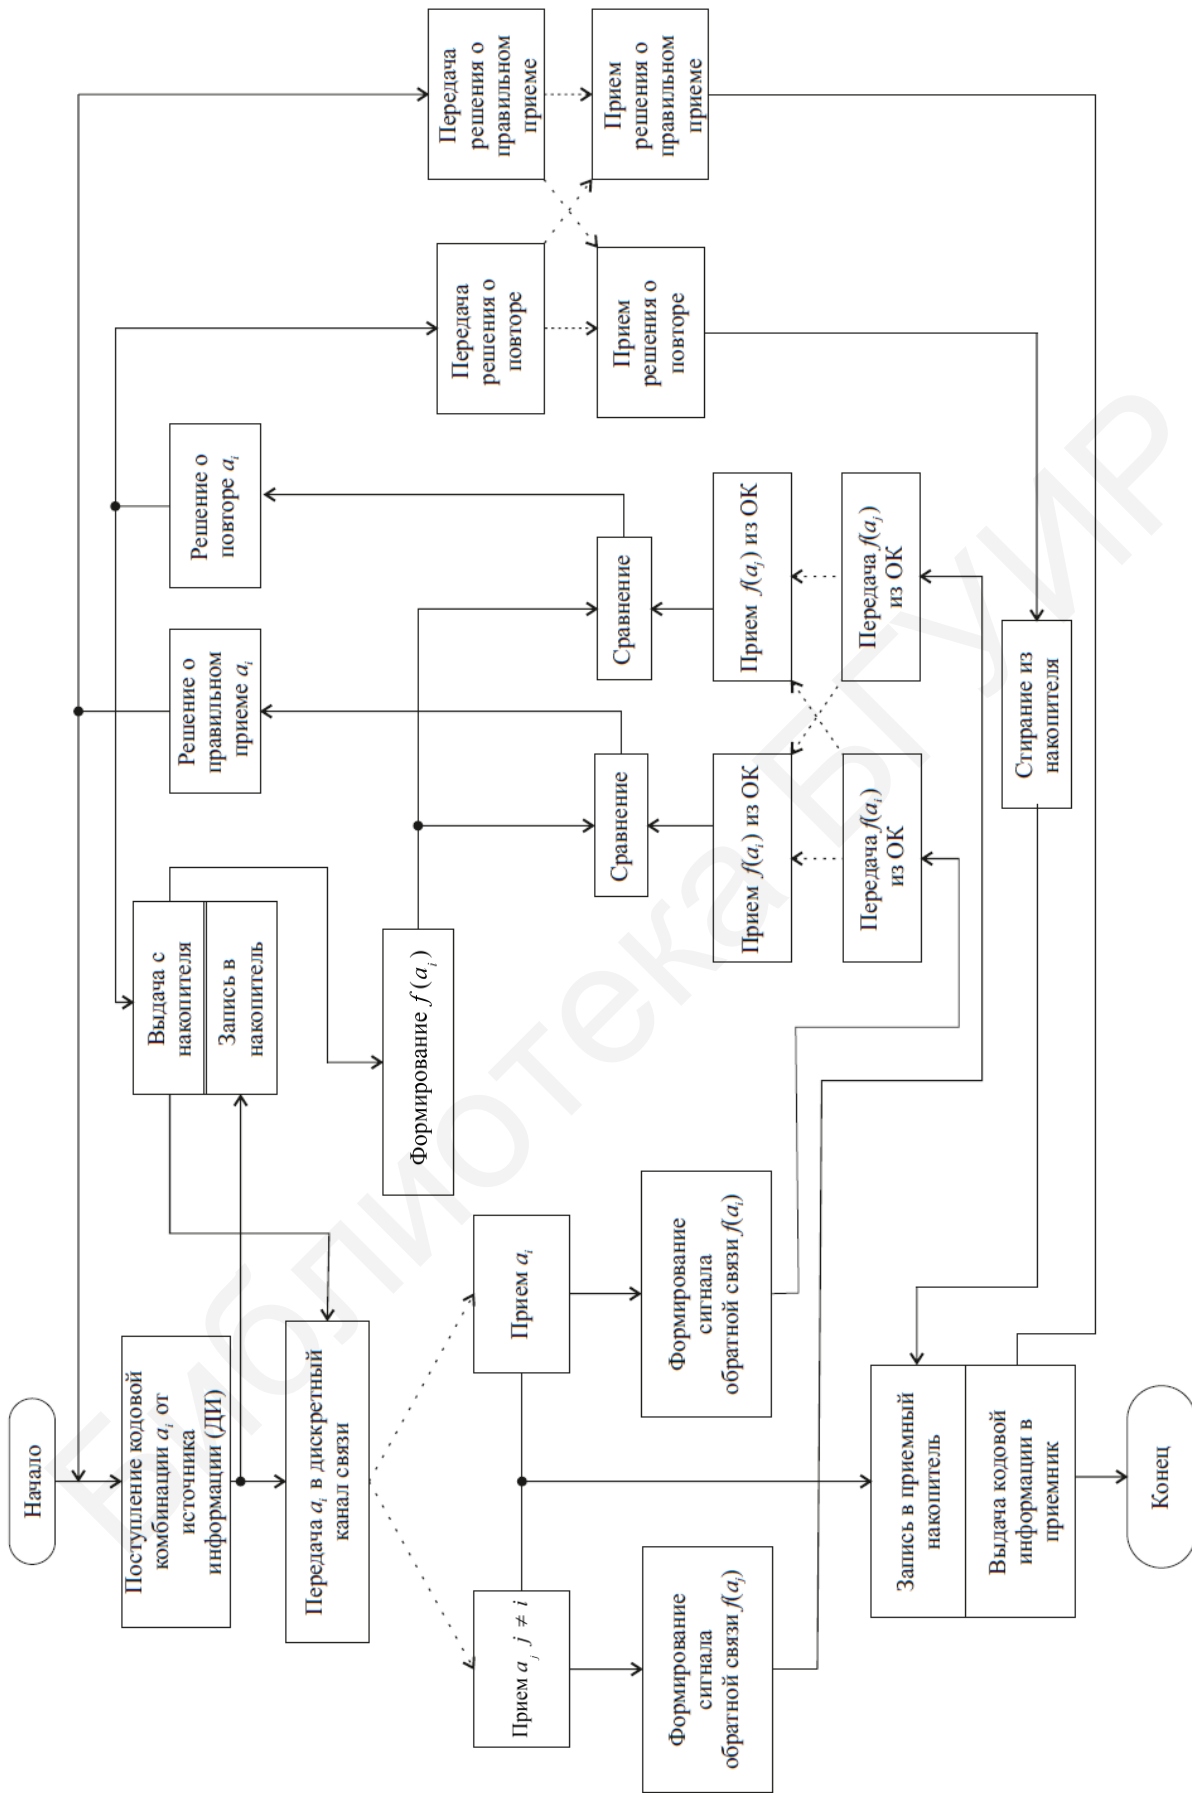 Начало
Поступление кодовой
комбинации aᵢ от
источника
информации (ДИ)
Передача aᵢ в дискретный
канал связи
Выдача с
накопителя
Запись в
накопитель
Решение о
правильном
приеме aᵢ
Решение о
повторе aᵢ
Формирование f (aᵢ)
Передача
решения о
повторе
Передача
решения о
правильном
приеме
Прием aⱼ j ≠ i
Прием aᵢ
Сравнение
Сравнение
Прием
решения о
повторе
Прием
решения о
правильном
приеме
Формирование
сигнала
обратной связи f(aⱼ)
Формирование
сигнала
обратной связи f(aᵢ)
Прием f(aᵢ) из ОК
Прием f(aⱼ) из ОК
Передача f(aᵢ)
из ОК
Передача f(aⱼ)
из ОК
Запись в приемный
накопитель
Выдача кодовой
информации в
приемник
Стирание из
накопителя
Конец
Библиотека БГУИР